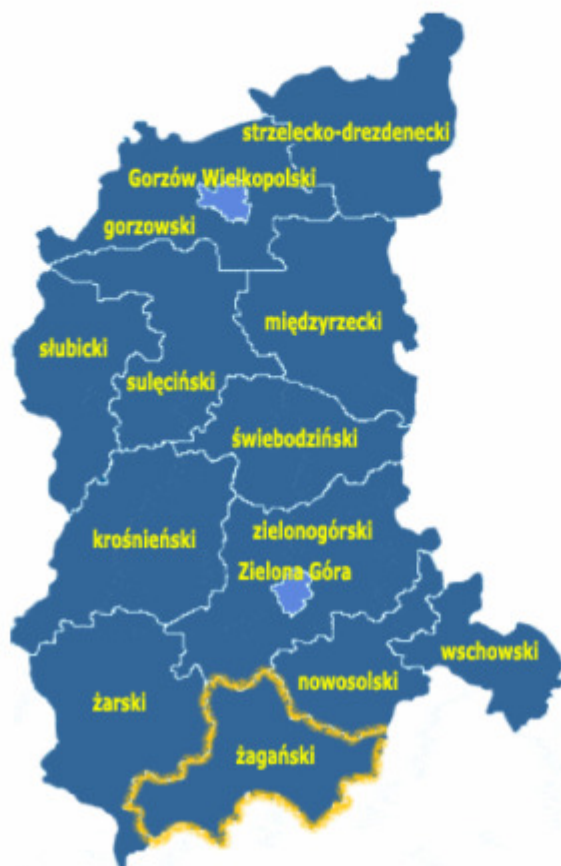 strzelecko-drezdenecki
Gorzów Wielkopolski
gorzowski
międzyrzecki
słubicki
sulęciński
świebodziński
zielonogórski
krośnieński
Zielona Góra
wschowski
nowosolski
żarski
żagański